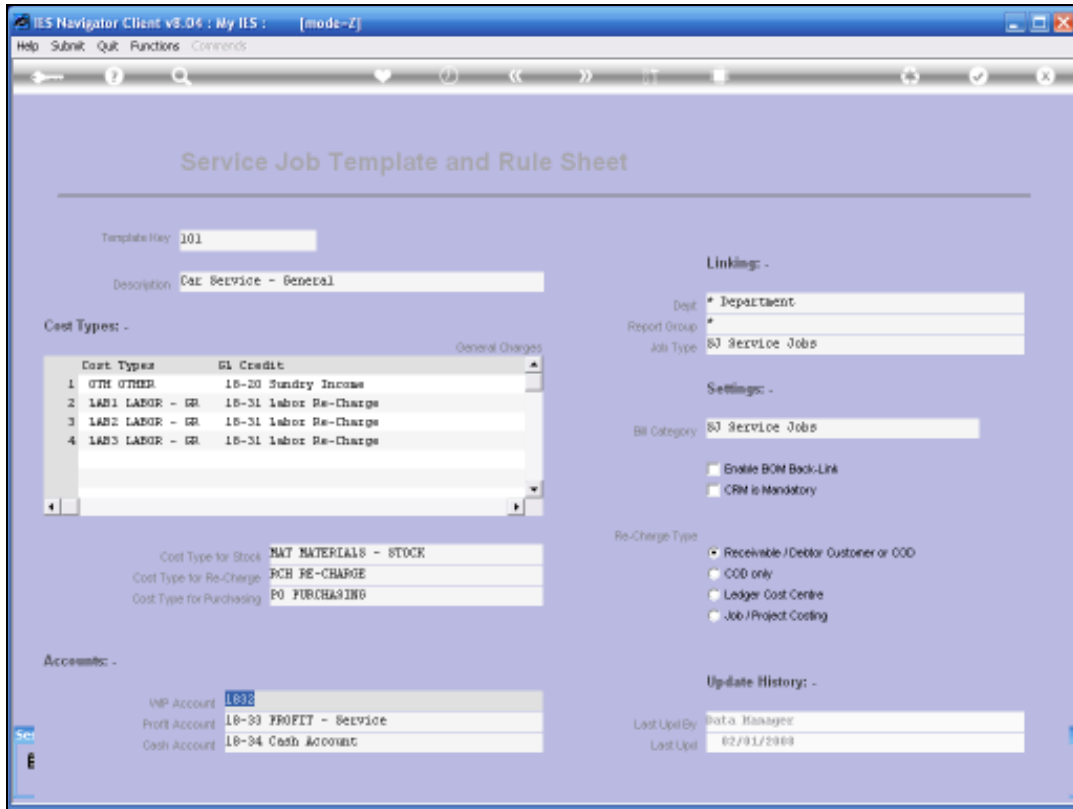 IES Navigator Client v8.04 : My IES : [mode-Z]
Help Submit Quit Functions Commends
Service Job Template and Rule Sheet
Template Key 101
Description Car Service - General
Cost Types: -
General Charges
Cost Types GL Credit
1 OTH OTHER 18-20 Sundry Income
2 LAB1 LABOR - GR 18-31 Labor Re-Charge
3 LAB2 LABOR - GR 18-31 Labor Re-Charge
4 LAB3 LABOR - GR 18-31 Labor Re-Charge
Cost Type for Stock MAT MATERIALS - STOCK
Cost Type for Re-Charge RCH RE-CHARGE
Cost Type for Purchasing PO PURCHASING
Accounts: -
WIP Account 1832
Profit Account 18-33 PROFIT - Service
Cash Account 18-34 Cash Account
Linking: -
Dept * Department
Report Group *
Job Type SJ Service Jobs
Settings: -
Bill Category SJ Service Jobs
Enable BOM Back-Link
CRM is Mandatory
Re-Charge Type
Receivable / Debtor Customer or COD
COD only
Ledger Cost Centre
Job / Project Costing
Update History: -
Last Upd By Data Manager
Last Upd 02/01/2008